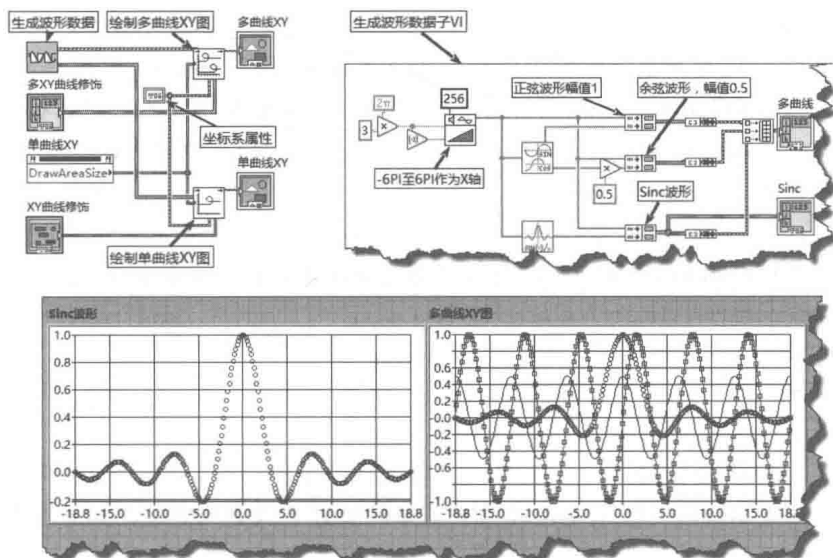 生成波形数据
绘制多曲线XY图
多曲线XY
多XY曲线修饰
坐标系属性
单曲线XY
DrawAreaSize
单曲线XY
XY曲线修饰
绘制单曲线XY图
生成波形数据子VI
正弦波形幅值1
余弦波形，幅值0.5
多曲线
2π
256
3
-6PI至6PI作为X轴
0.5
Sinc波形
Sinc
Sinc波形
1.0
0.8
0.6
0.4
0.2
0.0
-0.2
-18.8 -15.0 -10.0 -5.0 0.0 5.0 10.0 15.0 18.8
多曲线XY图
1.0
0.8
0.6
0.4
0.2
0.0
-0.2
-0.4
-0.6
-1.0
-18.8 -15.0 -10.0 -5.0 0.0 5.0 10.0 15.0 18.8